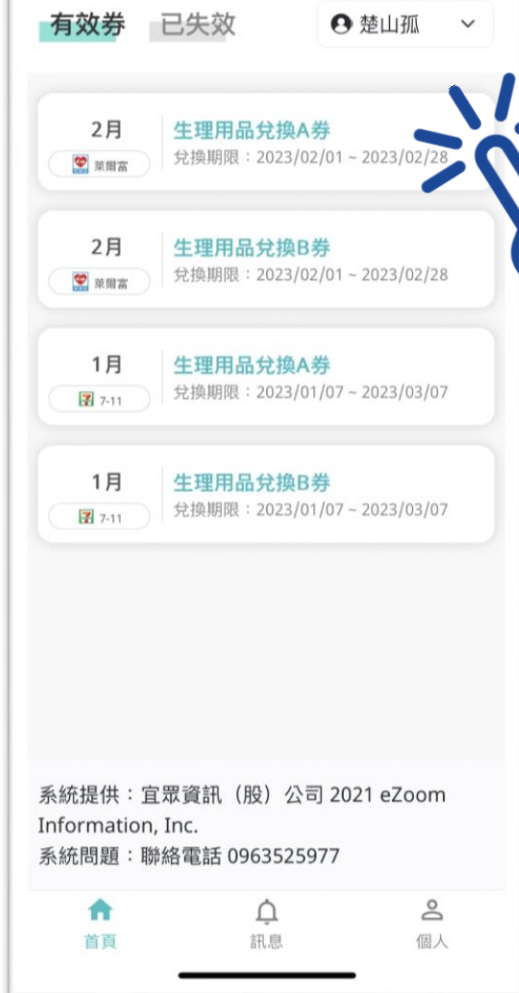 有效券 已失效 楚山孤
2月 生理用品兌換A券
萊爾富 兌換期限：2023/02/01 ~ 2023/02/28
2月 生理用品兌換B券
萊爾富 兌換期限：2023/02/01 ~ 2023/02/28
1月 生理用品兌換A券
7-11 兌換期限：2023/01/07 ~ 2023/03/07
1月 生理用品兌換B券
7-11 兌換期限：2023/01/07 ~ 2023/03/07
系統提供：宜眾資訊（股）公司 2021 eZoom
Information, Inc.
系統問題：聯絡電話 0963525977
首頁 訊息 個人